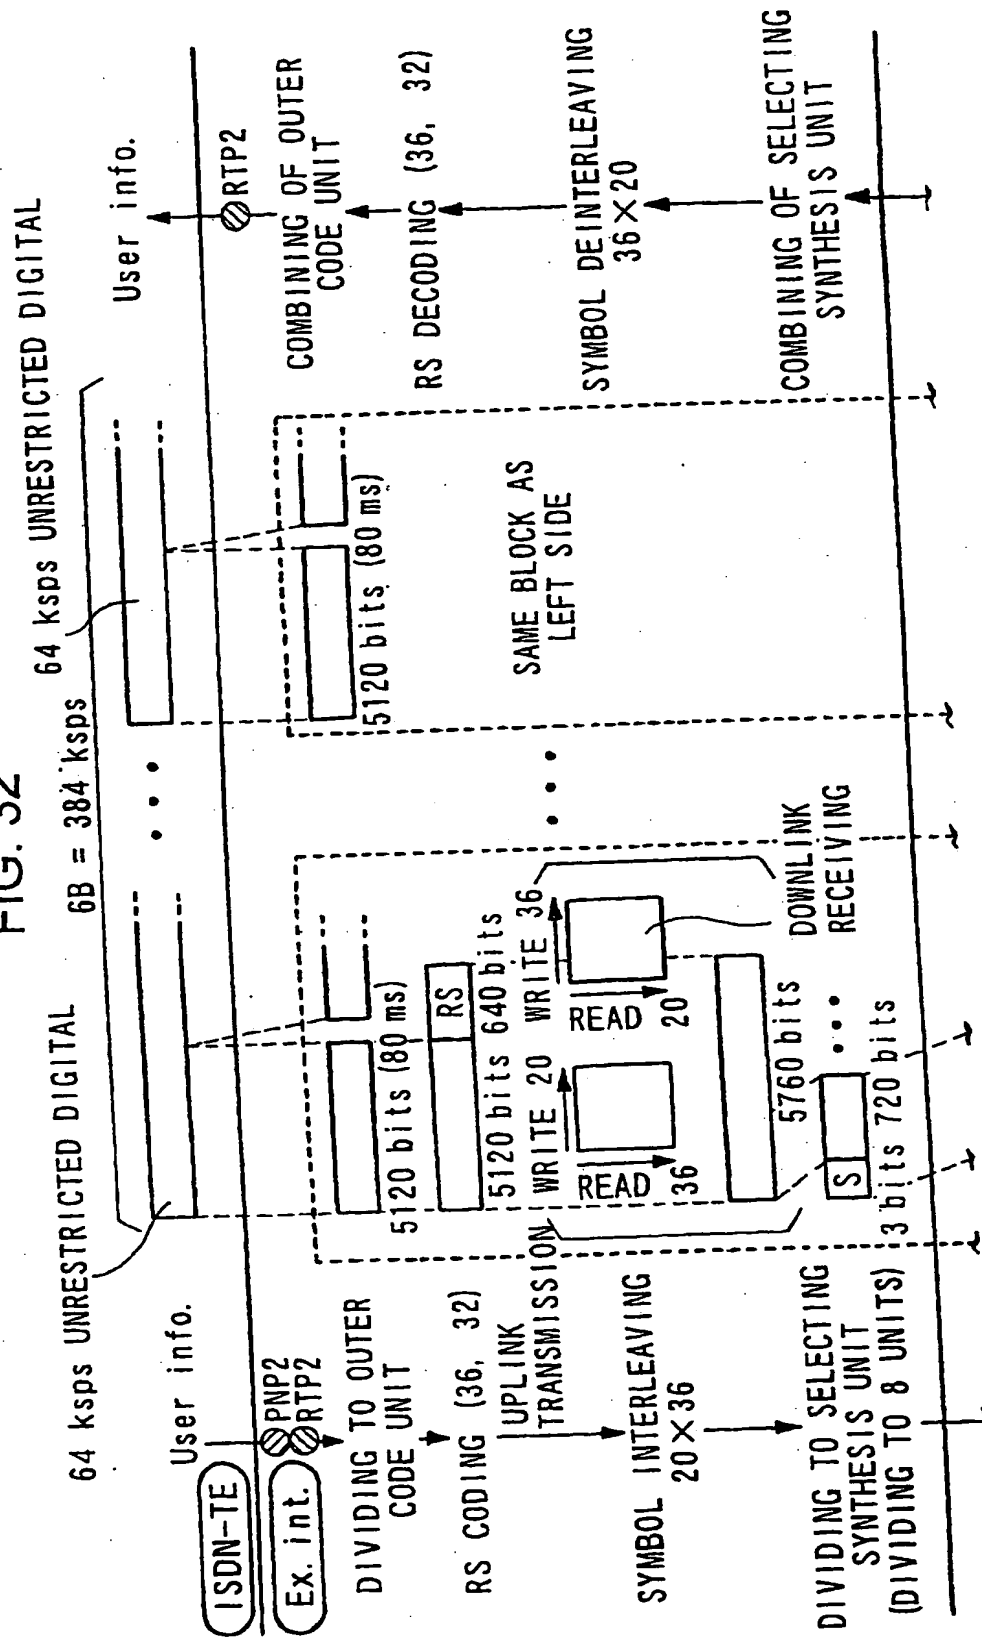 FIG. 32
64 ksps UNRESTRICTED DIGITAL
6B = 384 ksps
64 ksps UNRESTRICTED DIGITAL
User info.
User info.
ISDN-TE
Ex. int.
PNP2
RTP2
RTP2
DIVIDING TO OUTER
CODE UNIT
5120 bits (80 ms)
5120 bits (80 ms)
COMBINING OF OUTER
CODE UNIT
RS CODING (36, 32)
RS
5120 bits 640 bits
RS DECODING (36, 32)
UPLINK
TRANSMISSION
WRITE 20
READ
36
WRITE 36
READ
20
SAME BLOCK AS
LEFT SIDE
SYMBOL INTERLEAVING
20×36
SYMBOL DEINTERLEAVING
36×20
DOWNLINK
RECEIVING
5760 bits
DIVIDING TO SELECTING
SYNTHESIS UNIT
(DIVIDING TO 8 UNITS)
S
3 bits 720 bits
COMBINING OF SELECTING
SYNTHESIS UNIT